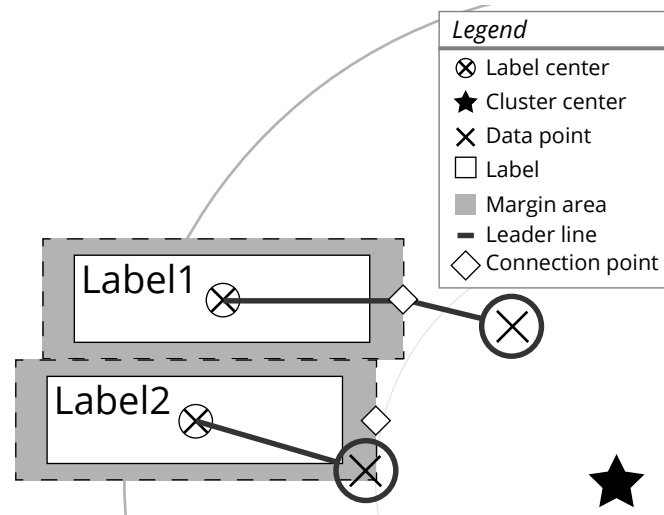 Legend
Label center
Cluster center
Data point
Label
Margin area
Leader line
Connection point
Label1
Label2